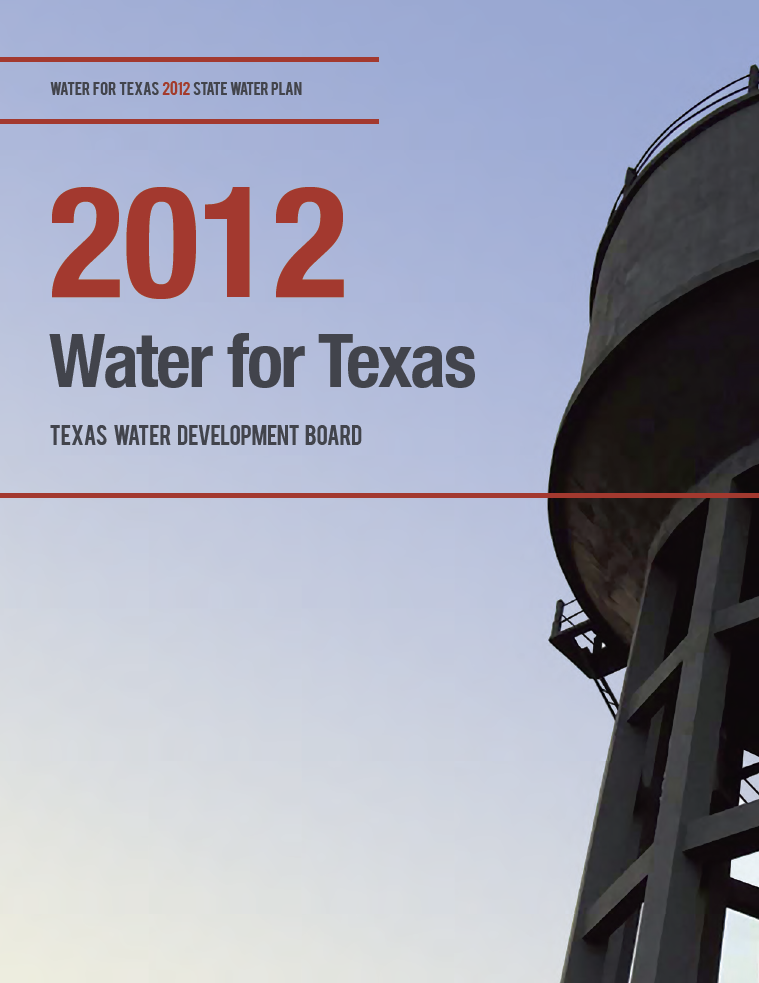 WATER FOR TEXAS 2012 STATE WATER PLAN
2012
Water for Texas
TEXAS WATER DEVELOPMENT BOARD